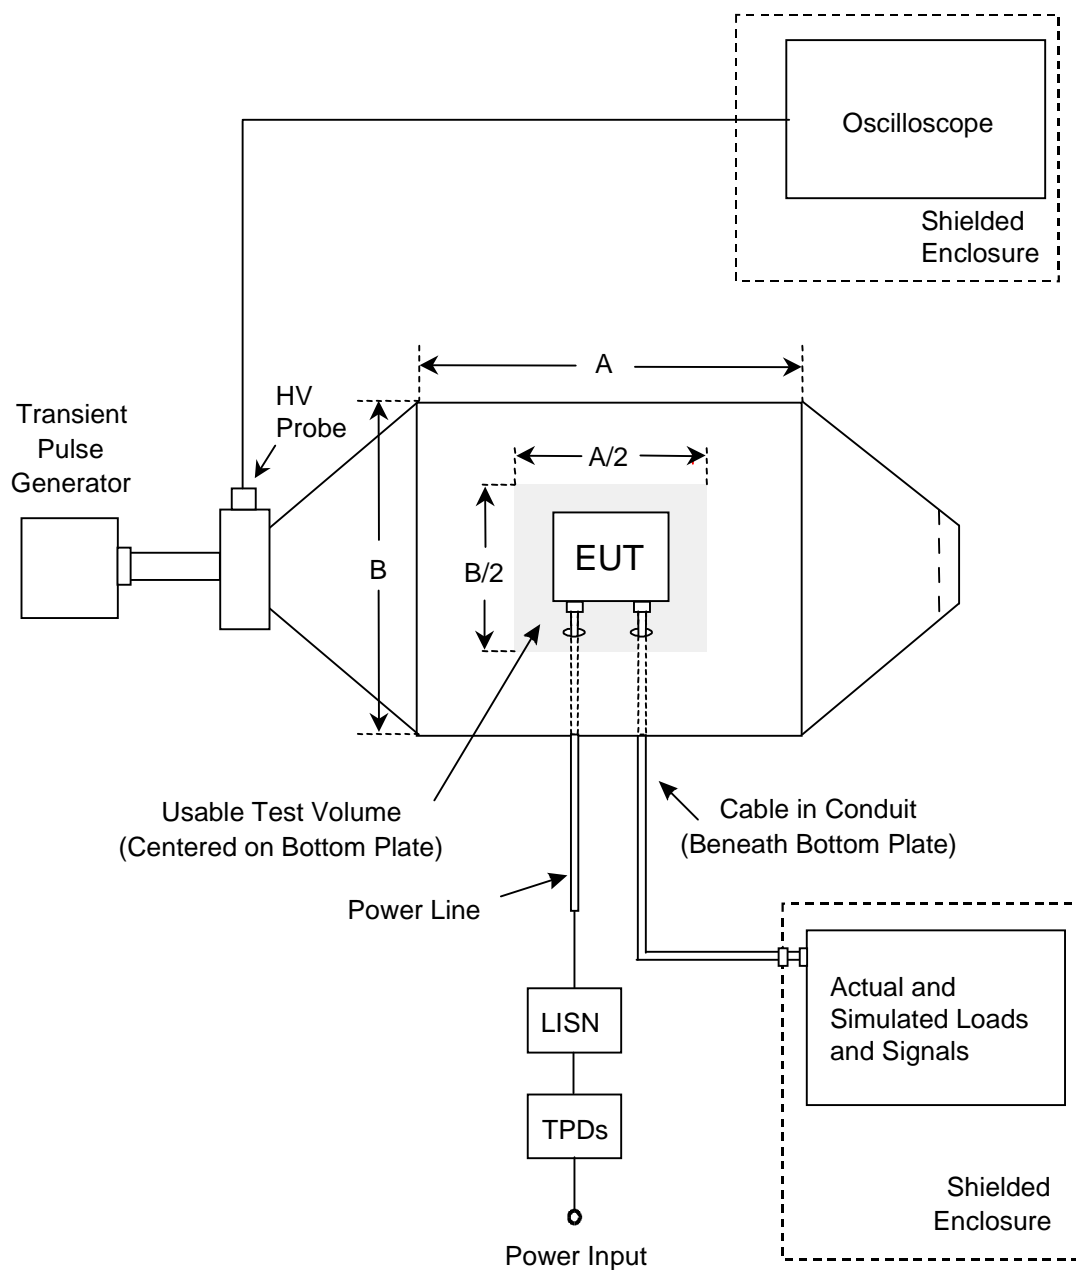 Oscilloscope
Shielded
Enclosure
A
HV
Probe
Transient
Pulse
Generator
A/2
B
B/2
EUT
Usable Test Volume
(Centered on Bottom Plate)
Cable in Conduit
(Beneath Bottom Plate)
Power Line
Actual and
Simulated Loads
and Signals
LISN
TPDs
Shielded
Enclosure
Power Input